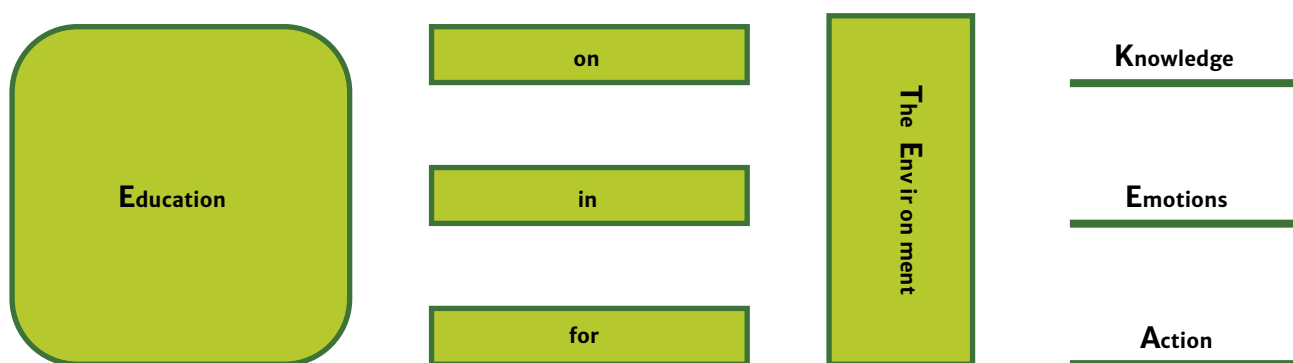 Education
on
in
for
The Environment
Knowledge
Emotions
Action